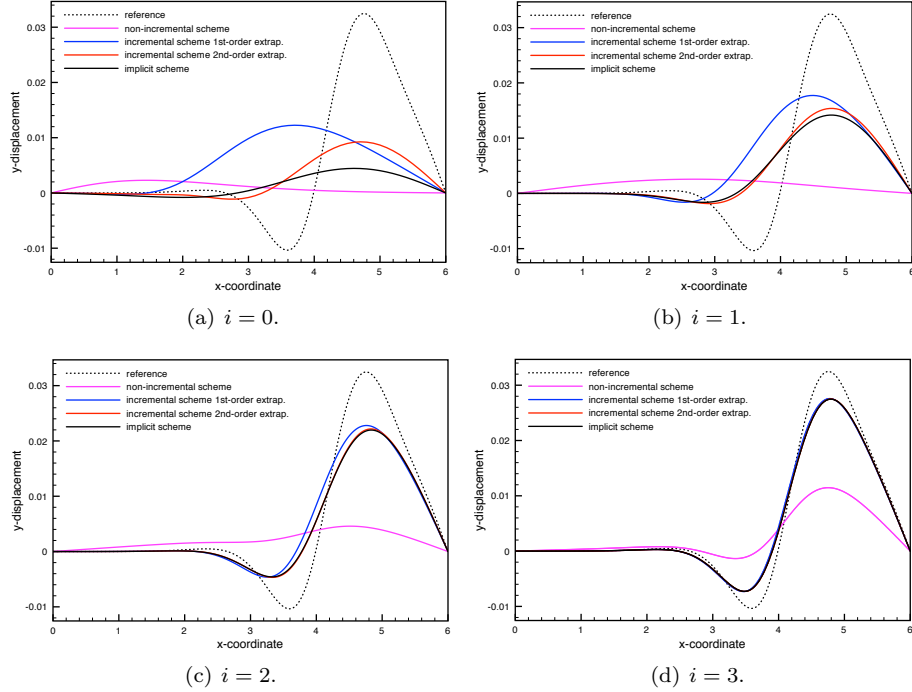 reference
non-incremental scheme
incremental scheme 1st-order extrap.
incremental scheme 2nd-order extrap.
implicit scheme
y-displacement
0.03
0.02
0.01
0
-0.01
0 1 2 3 4 5 6
x-coordinate
(a) i = 0.
reference
non-incremental scheme
incremental scheme 1st-order extrap.
incremental scheme 2nd-order extrap.
implicit scheme
y-displacement
0.03
0.02
0.01
0
-0.01
0 1 2 3 4 5 6
x-coordinate
(b) i = 1.
reference
non-incremental scheme
incremental scheme 1st-order extrap.
incremental scheme 2nd-order extrap.
implicit scheme
y-displacement
0.03
0.02
0.01
0
-0.01
0 1 2 3 4 5 6
x-coordinate
(c) i = 2.
reference
non-incremental scheme
incremental scheme 1st-order extrap.
incremental scheme 2nd-order extrap.
implicit scheme
y-displacement
0.03
0.02
0.01
0
-0.01
0 1 2 3 4 5 6
x-coordinate
(d) i = 3.